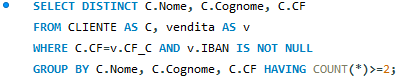 SELECT DISTINCT C.Nome, C.Cognome, C.CF
FROM CLIENTE AS C, vendita AS v
WHERE C.CF=v.CF_C AND v.IBAN IS NOT NULL
GROUP BY C.Nome, C.Cognome, C.CF HAVING COUNT(*)>=2;